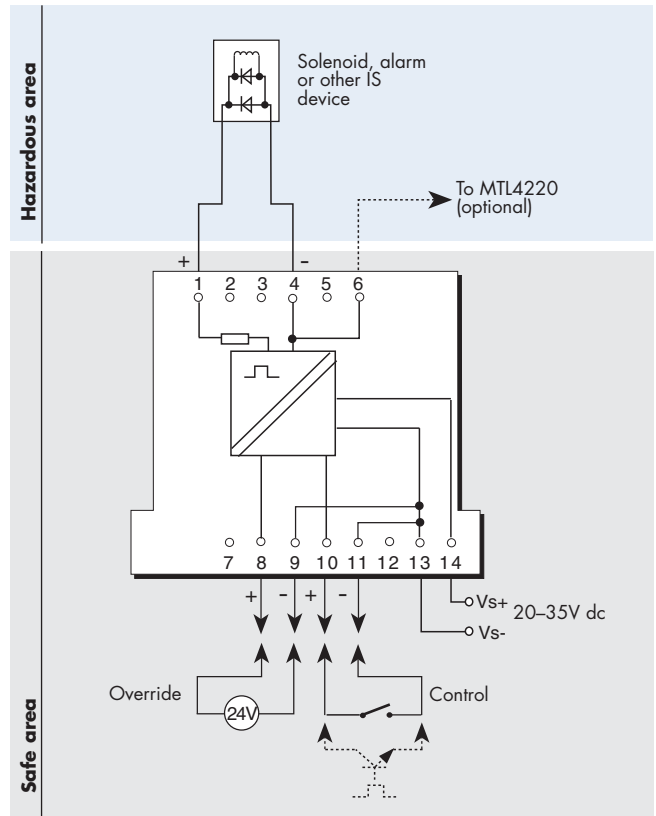 Hazardous area
Solenoid, alarm
or other IS
device
To MTL4220
(optional)
+ -
1 2 3 4 5 6
7 8 9 10 11 12 13 14
+ - + -
Vs+
20–35V dc
Vs-
Override
24V
Control
Safe area